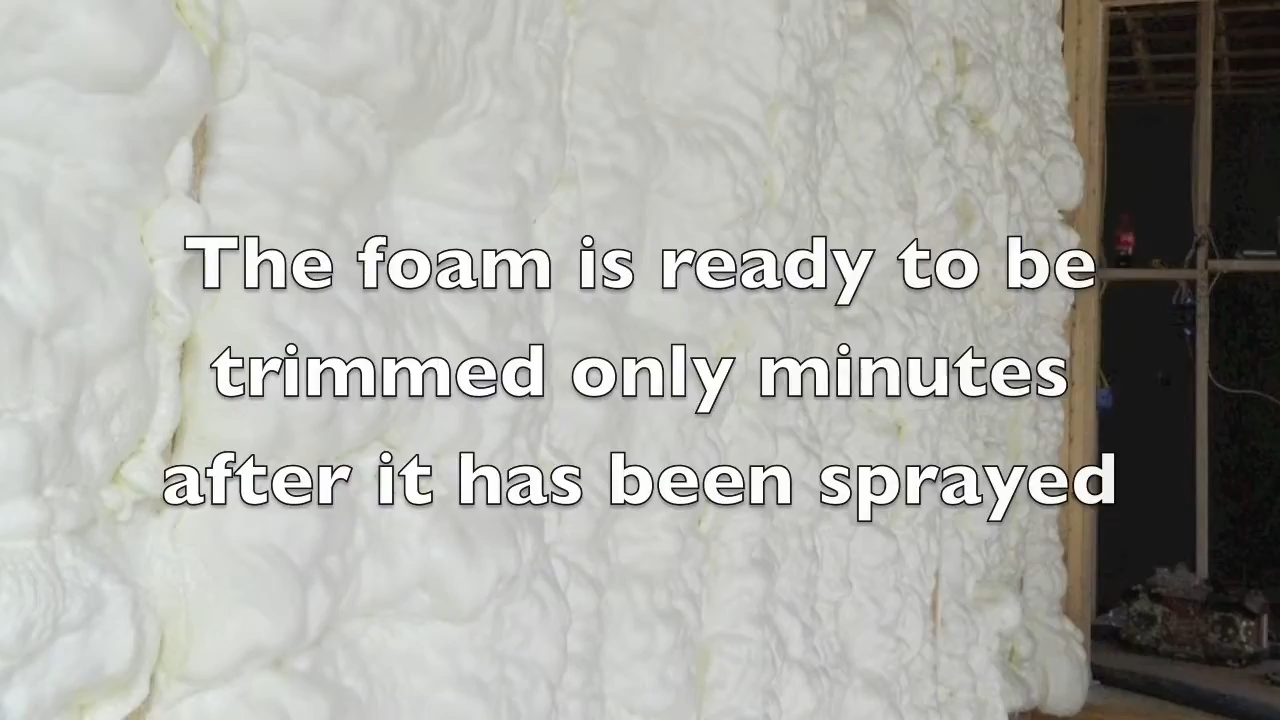 The foam is ready to be
trimmed only minutes
after it has been sprayed